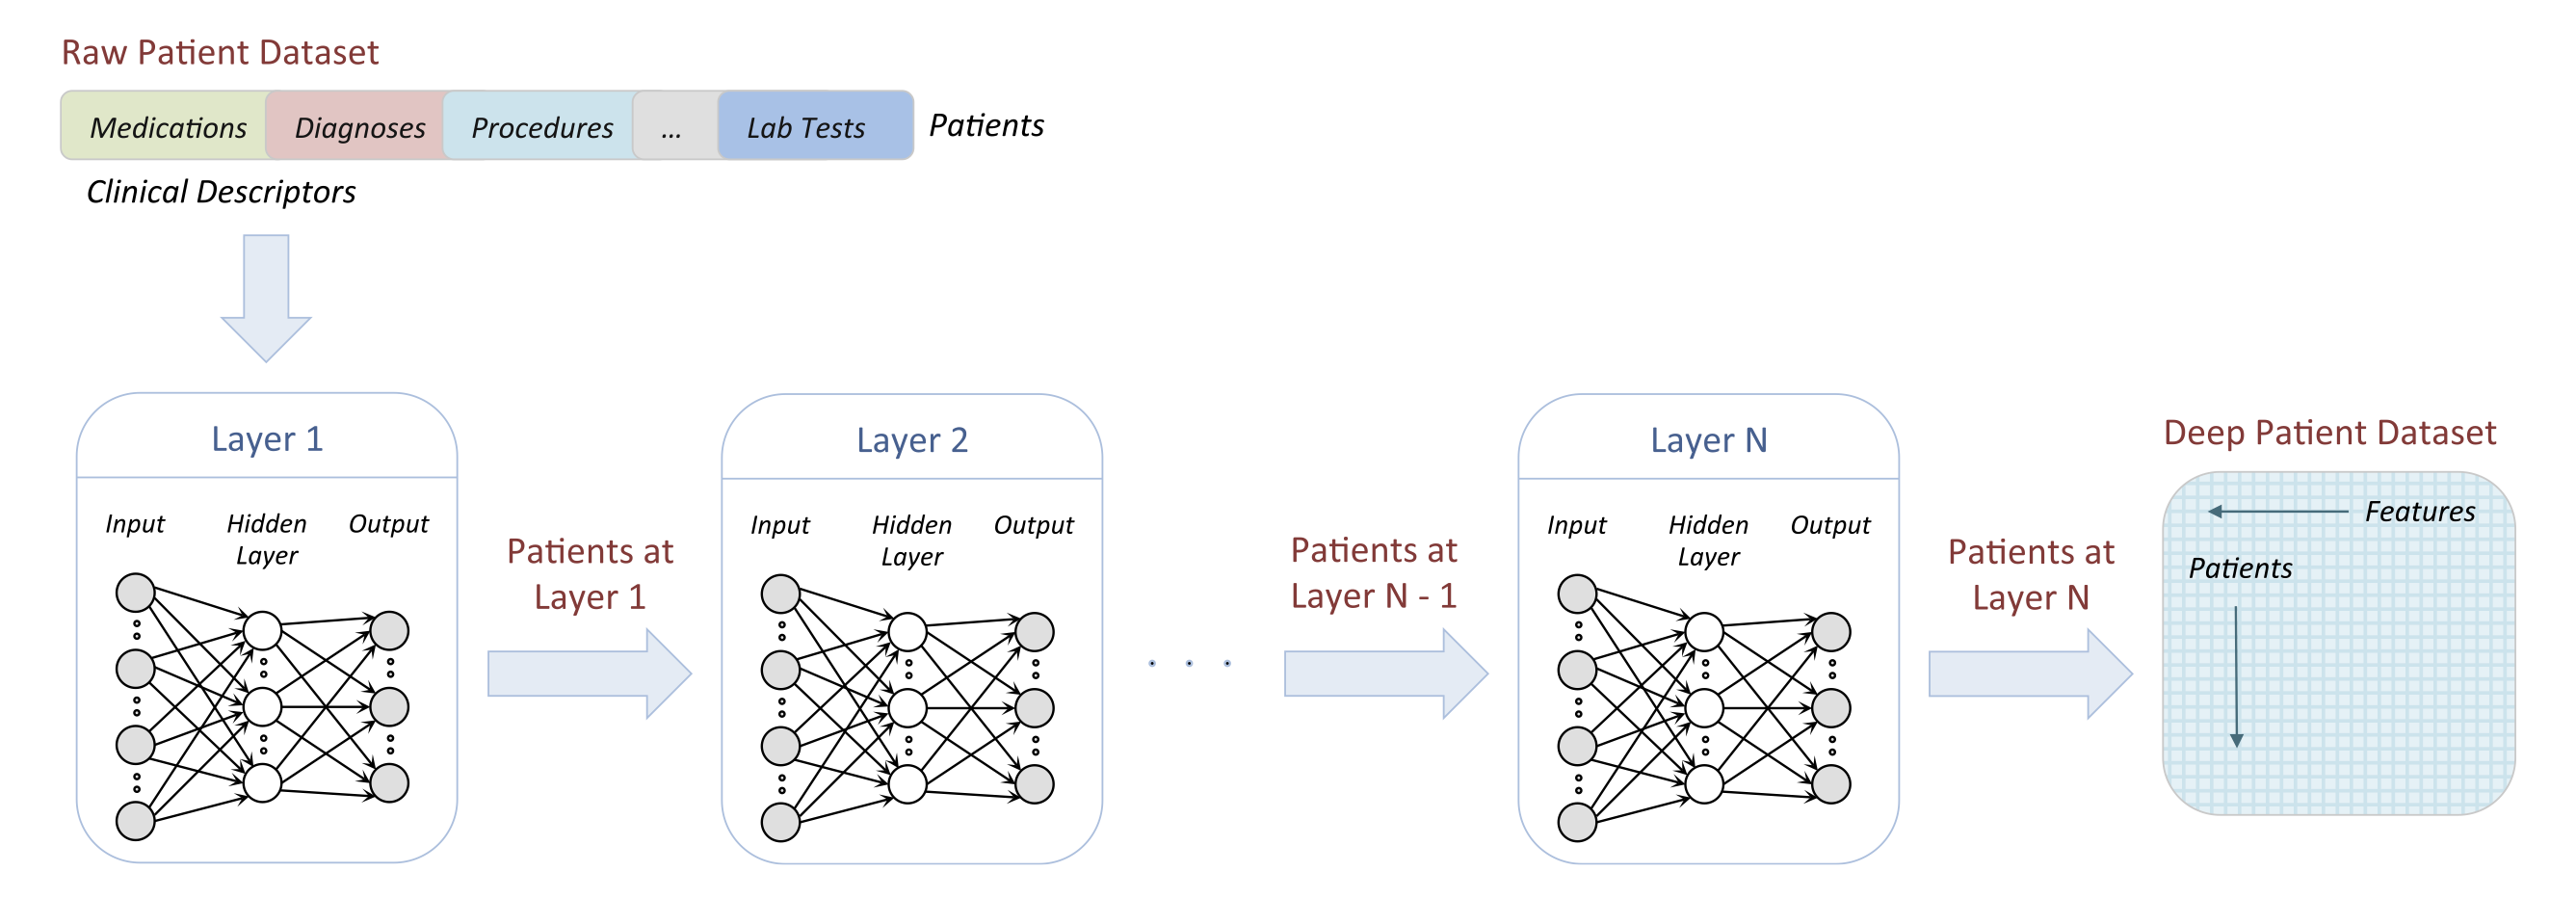 Raw Patient Dataset
Medications Diagnoses Procedures ... Lab Tests Patients
Clinical Descriptors
Layer 1
Input Hidden Output
Layer
Patients at
Layer 1
Layer 2
Input Hidden Output
Layer
. . .
Patients at
Layer N - 1
Layer N
Input Hidden Output
Layer
Patients at
Layer N
Deep Patient Dataset
Features
Patients